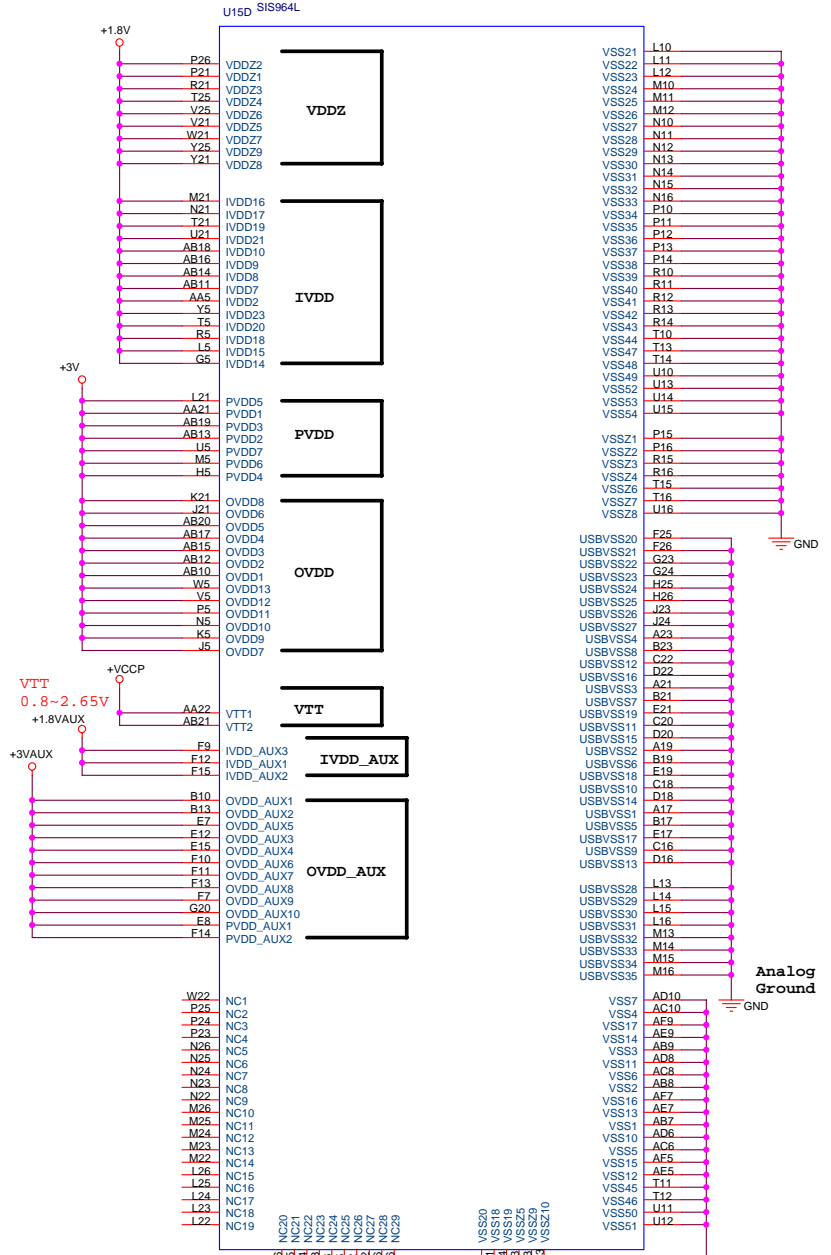 U15D SIS964L
+1.8V
P26 VDDZ2
P21 VDDZ1
R21 VDDZ3
T25 VDDZ4
V25 VDDZ6
V21 VDDZ5
W21 VDDZ7
Y25 VDDZ9
Y21 VDDZ8
VDDZ
M21 IVDD16
N21 IVDD17
T21 IVDD19
U21 IVDD21
AB18 IVDD10
AB16 IVDD9
AB14 IVDD8
AB11 IVDD7
AA5 IVDD2
Y5 IVDD23
T5 IVDD20
R5 IVDD18
L5 IVDD15
G5 IVDD14
IVDD
+3V
L21 PVDD5
AA21 PVDD1
AB19 PVDD3
AB13 PVDD2
U5 PVDD7
M5 PVDD6
H5 PVDD4
PVDD
K21 OVDD8
J21 OVDD6
AB20 OVDD5
AB17 OVDD4
AB15 OVDD3
AB12 OVDD2
AB10 OVDD1
W5 OVDD13
V5 OVDD12
P5 OVDD11
N5 OVDD10
K5 OVDD9
J5 OVDD7
OVDD
+VCCP
VTT
0.8~2.65V
AA22 VTT1
AB21 VTT2
VTT
+1.8VAUX
F9 IVDD_AUX3
F12 IVDD_AUX1
F15 IVDD_AUX2
IVDD_AUX
+3VAUX
B10 OVDD_AUX1
B13 OVDD_AUX2
E7 OVDD_AUX5
E12 OVDD_AUX3
E15 OVDD_AUX4
F10 OVDD_AUX6
F11 OVDD_AUX7
F13 OVDD_AUX8
F7 OVDD_AUX9
G20 OVDD_AUX10
E8 PVDD_AUX1
F14 PVDD_AUX2
OVDD_AUX
W22 NC1
P25 NC2
P24 NC3
P23 NC4
N26 NC5
N25 NC6
N24 NC7
N23 NC8
N22 NC9
M26 NC10
M25 NC11
M24 NC12
M23 NC13
M22 NC14
L26 NC15
L25 NC16
L24 NC17
L23 NC18
L22 NC19
NC20
NC21
NC22
NC23
NC24
NC25
NC26
NC27
NC28
NC29
VSS20
VSS18
VSS19
VSSZ5
VSSZ9
VSSZ10
VSS21 L10
VSS22 L11
VSS23 L12
VSS24 M10
VSS25 M11
VSS26 M12
VSS27 N10
VSS28 N11
VSS29 N12
VSS30 N13
VSS31 N14
VSS32 N15
VSS33 N16
VSS34 P10
VSS35 P11
VSS36 P12
VSS37 P13
VSS38 P14
VSS39 R10
VSS40 R11
VSS41 R12
VSS42 R13
VSS43 R14
VSS44 T10
VSS47 T13
VSS48 T14
VSS49 U10
VSS52 U13
VSS53 U14
VSS54 U15
VSSZ1 P15
VSSZ2 P16
VSSZ3 R15
VSSZ4 R16
VSSZ6 T15
VSSZ7 T16
VSSZ8 U16
GND
USBVSS20 F25
USBVSS21 F26
USBVSS22 G23
USBVSS23 G24
USBVSS24 H25
USBVSS25 H26
USBVSS26 J23
USBVSS27 J24
USBVSS4 A23
USBVSS8 B23
USBVSS12 C22
USBVSS16 D22
USBVSS3 A21
USBVSS7 B21
USBVSS19 E21
USBVSS11 C20
USBVSS15 D20
USBVSS2 A19
USBVSS6 B19
USBVSS18 E19
USBVSS10 C18
USBVSS14 D18
USBVSS1 A17
USBVSS5 B17
USBVSS17 E17
USBVSS9 C16
USBVSS13 D16
USBVSS28 L13
USBVSS29 L14
USBVSS30 L15
USBVSS31 L16
USBVSS32 M13
USBVSS33 M14
USBVSS34 M15
USBVSS35 M16
Analog
Ground
GND
VSS7 AD10
VSS4 AC10
VSS17 AF9
VSS14 AE9
VSS3 AB9
VSS11 AD8
VSS6 AC8
VSS2 AB8
VSS16 AF7
VSS13 AE7
VSS1 AB7
VSS10 AD6
VSS5 AC6
VSS15 AF5
VSS12 AE5
VSS45 T11
VSS46 T12
VSS50 U11
VSS51 U12